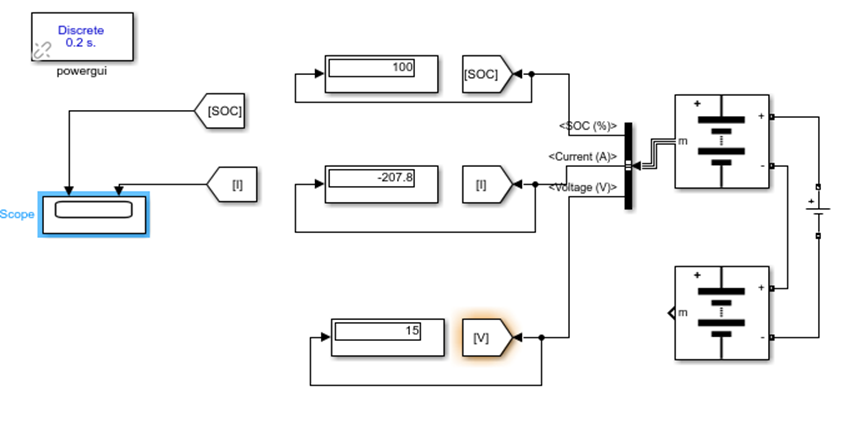 Discrete
0.2 s.
powergui
[SOC]
[I]
Scope
100
[SOC]
-207.8
[I]
15
[V]
<SOC (%)>
<Current (A)>
<Voltage (V)>
+
m
+
-
+
+
m
+
-